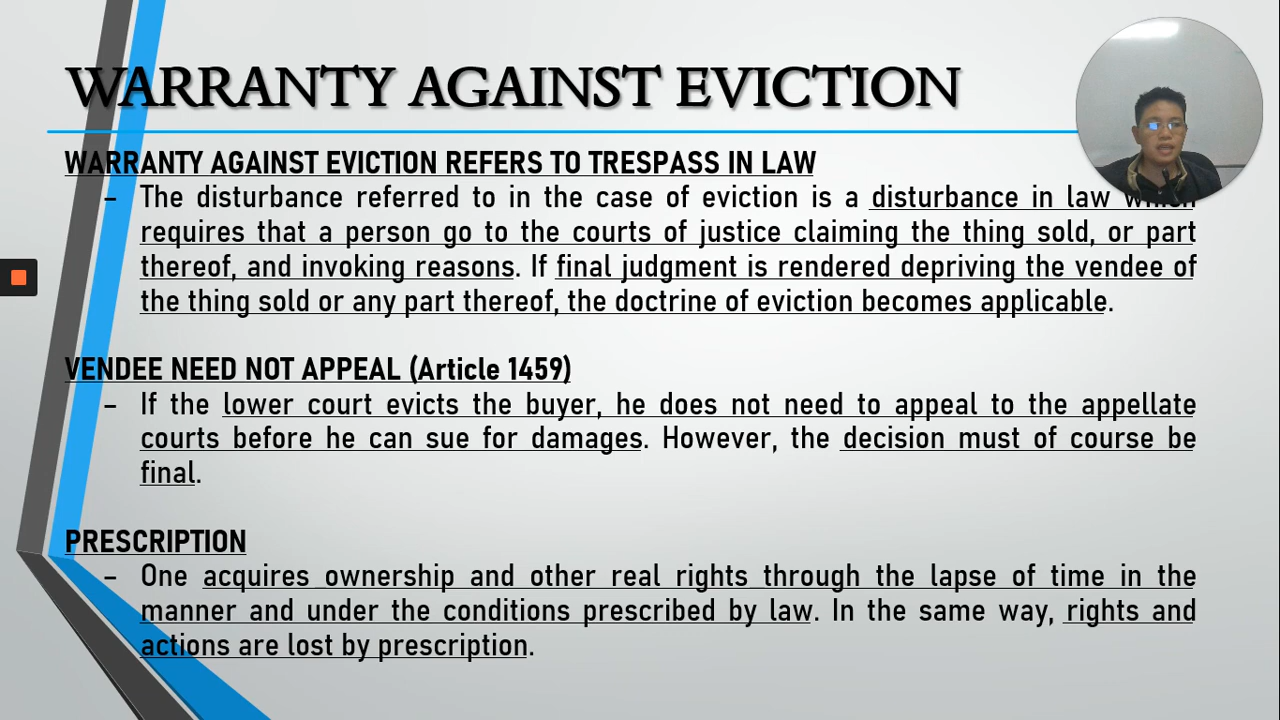 WARRANTY AGAINST EVICTION
WARRANTY AGAINST EVICTION REFERS TO TRESPASS IN LAW
– The disturbance referred to in the case of eviction is a disturbance in law which
requires that a person go to the courts of justice claiming the thing sold, or part
thereof, and invoking reasons. If final judgment is rendered depriving the vendee of
the thing sold or any part thereof, the doctrine of eviction becomes applicable.
VENDEE NEED NOT APPEAL (Article 1459)
– If the lower court evicts the buyer, he does not need to appeal to the appellate
courts before he can sue for damages. However, the decision must of course be
final.
PRESCRIPTION
– One acquires ownership and other real rights through the lapse of time in the
manner and under the conditions prescribed by law. In the same way, rights and
actions are lost by prescription.